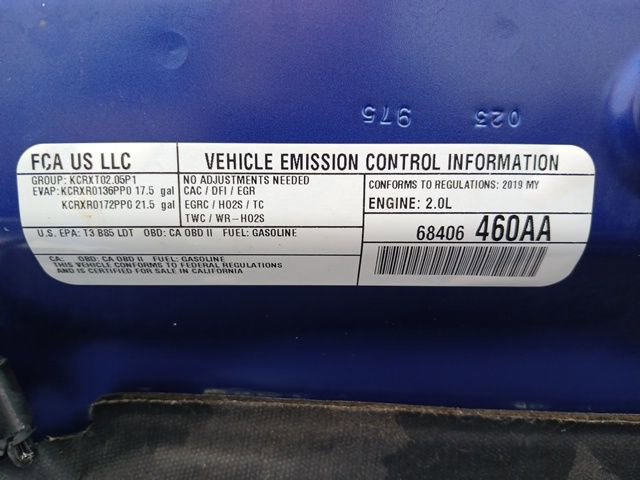 975 023
FCA US LLC
VEHICLE EMISSION CONTROL INFORMATION
GROUP: KCRXT02.05P1
EVAP: KCRXR0136PP0 17.5 gal
KCRXR0172PP0 21.5 gal
NO ADJUSTMENTS NEEDED
CAC / DFI / EGR
EGRC / HO2S / TC
TWC / WR-HO2S
CONFORMS TO REGULATIONS: 2019 MY
ENGINE: 2.0L
U.S. EPA: T3 B85 LDT OBD: CA OBD II FUEL: GASOLINE
68406 460AA
CA: OBD: CA OBD II FUEL: GASOLINE
THIS VEHICLE CONFORMS TO FEDERAL REGULATIONS
AND IS CERTIFIED FOR SALE IN CALIFORNIA